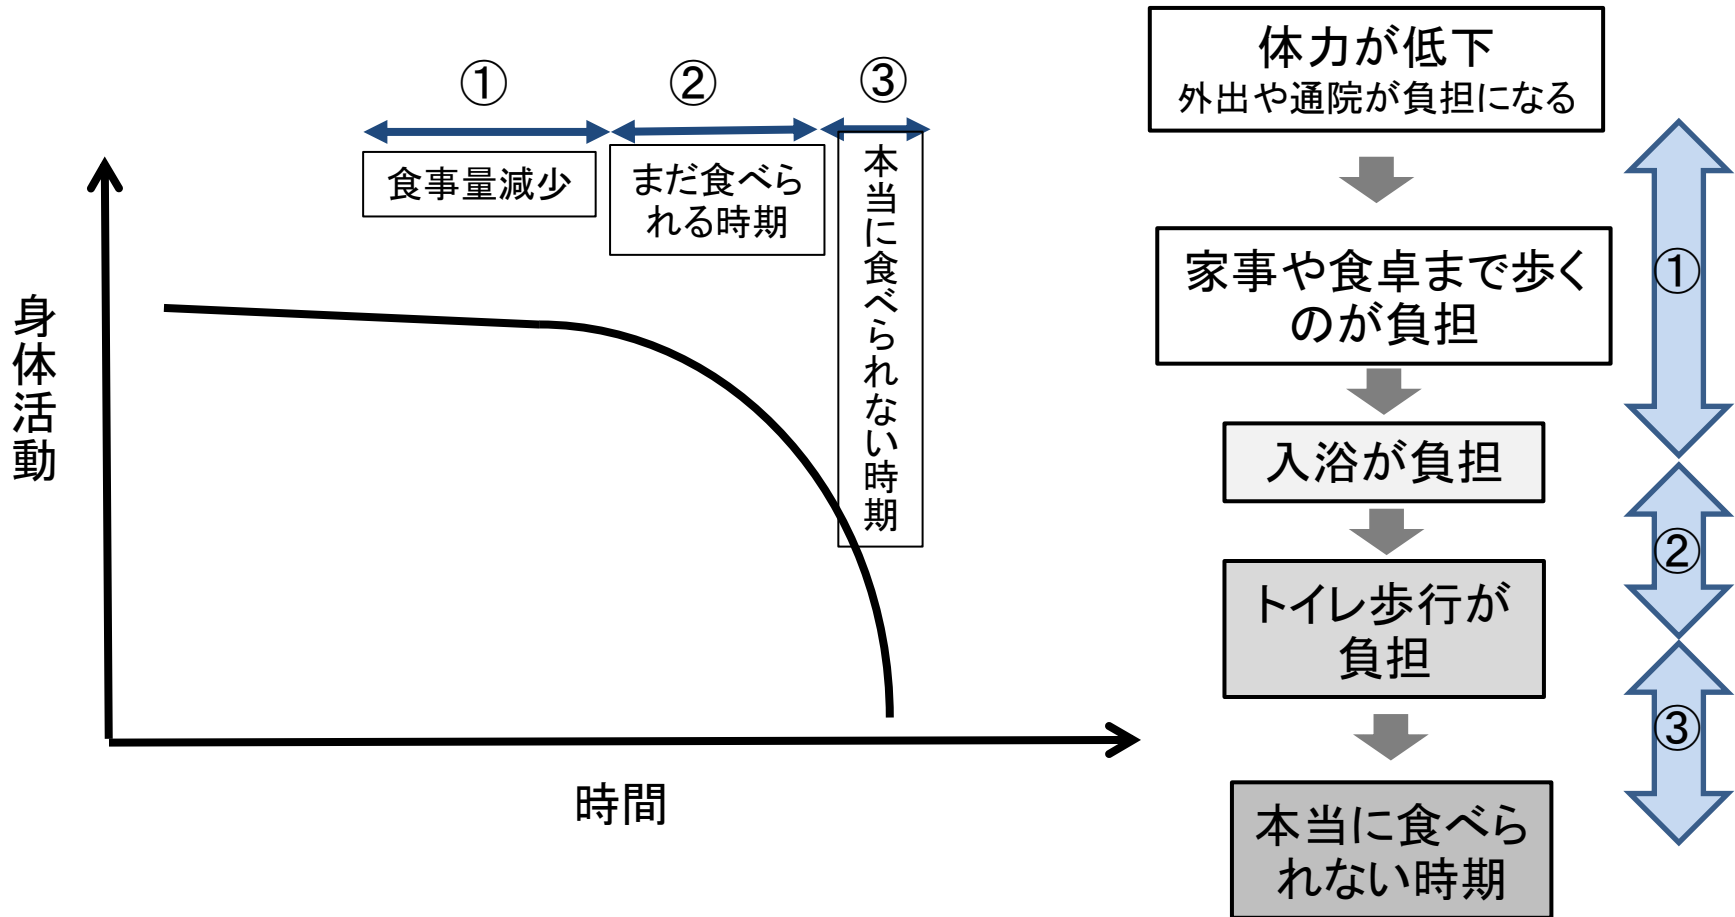 ①
②
③
食事量減少
まだ食べら
れる時期
本当に食べられない時期
身体活動
時間
体力が低下
外出や通院が負担になる
家事や食卓まで歩く
のが負担
入浴が負担
トイレ歩行が
負担
本当に食べら
れない時期
①
②
③